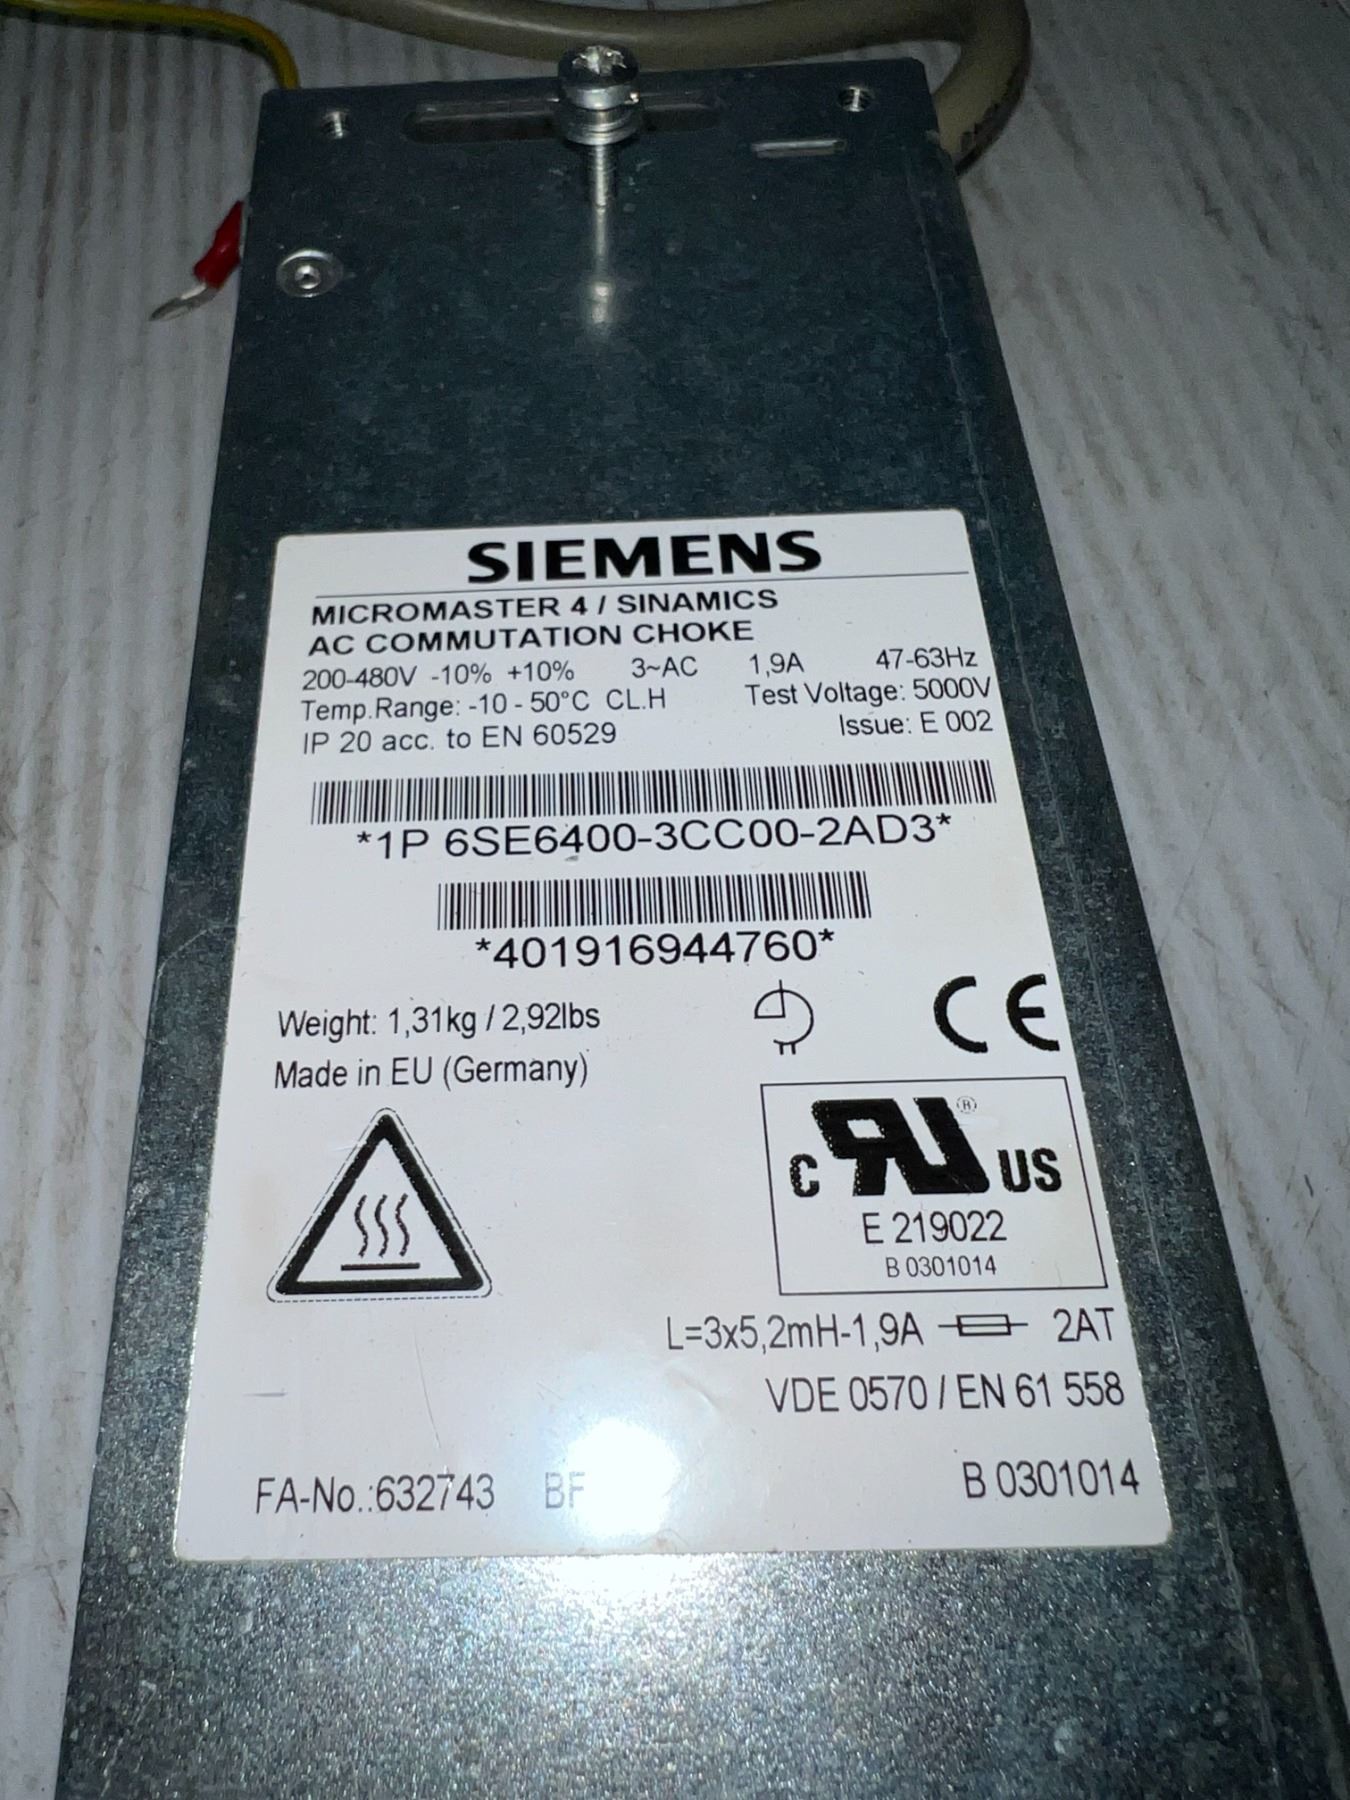 SIEMENS
MICROMASTER 4 / SINAMICS
AC COMMUTATION CHOKE
200-480V -10% +10% 3~AC 1,9A 47-63Hz
Temp.Range: -10 - 50°C CL.H Test Voltage: 5000V
IP 20 acc. to EN 60529 Issue: E 002
*1P 6SE6400-3CC00-2AD3*
*401916944760*
Weight: 1,31kg / 2,92lbs
Made in EU (Germany)
CE
c RU ® US
E 219022
B 0301014
L=3x5,2mH-1,9A 2AT
VDE 0570 / EN 61 558
FA-No.:632743 BF B 0301014